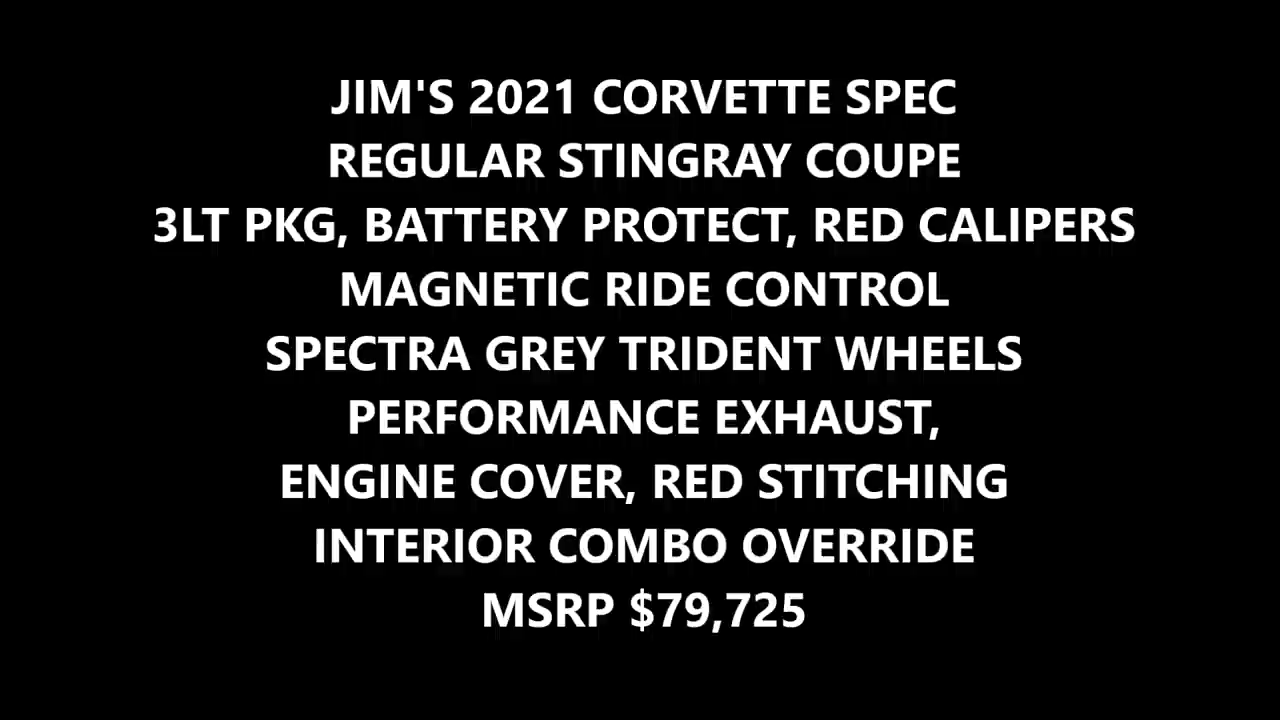 JIM'S 2021 CORVETTE SPEC
REGULAR STINGRAY COUPE
3LT PKG, BATTERY PROTECT, RED CALIPERS
MAGNETIC RIDE CONTROL
SPECTRA GREY TRIDENT WHEELS
PERFORMANCE EXHAUST,
ENGINE COVER, RED STITCHING
INTERIOR COMBO OVERRIDE
MSRP $79,725